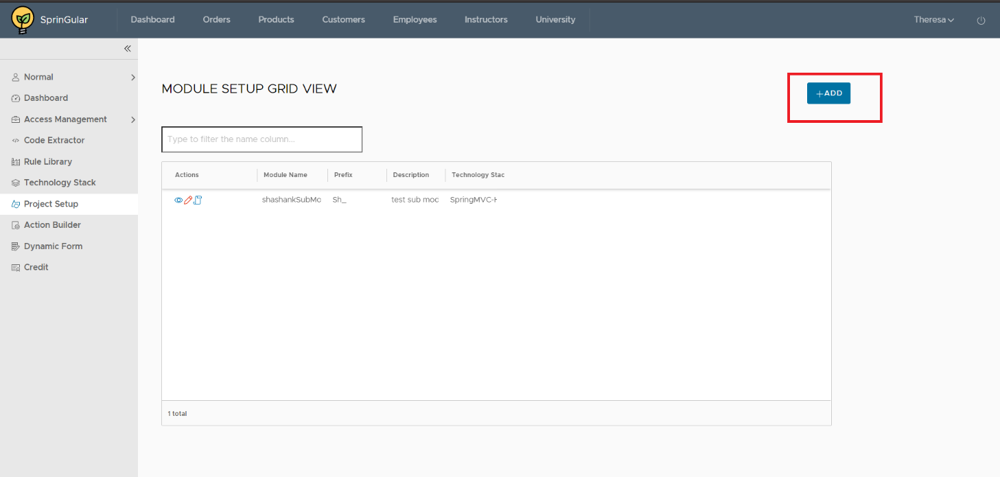 SprinGular
Dashboard
Orders
Products
Customers
Employees
Instructors
University
Theresa
Normal
Dashboard
Access Management
Code Extractor
Rule Library
Technology Stack
Project Setup
Action Builder
Dynamic Form
Credit
MODULE SETUP GRID VIEW
+ADD
Type to filter the name column...
Actions Module Name Prefix Description Technology Stac
shashankSubMo Sh_ test sub moc SpringMVC-H
1 total